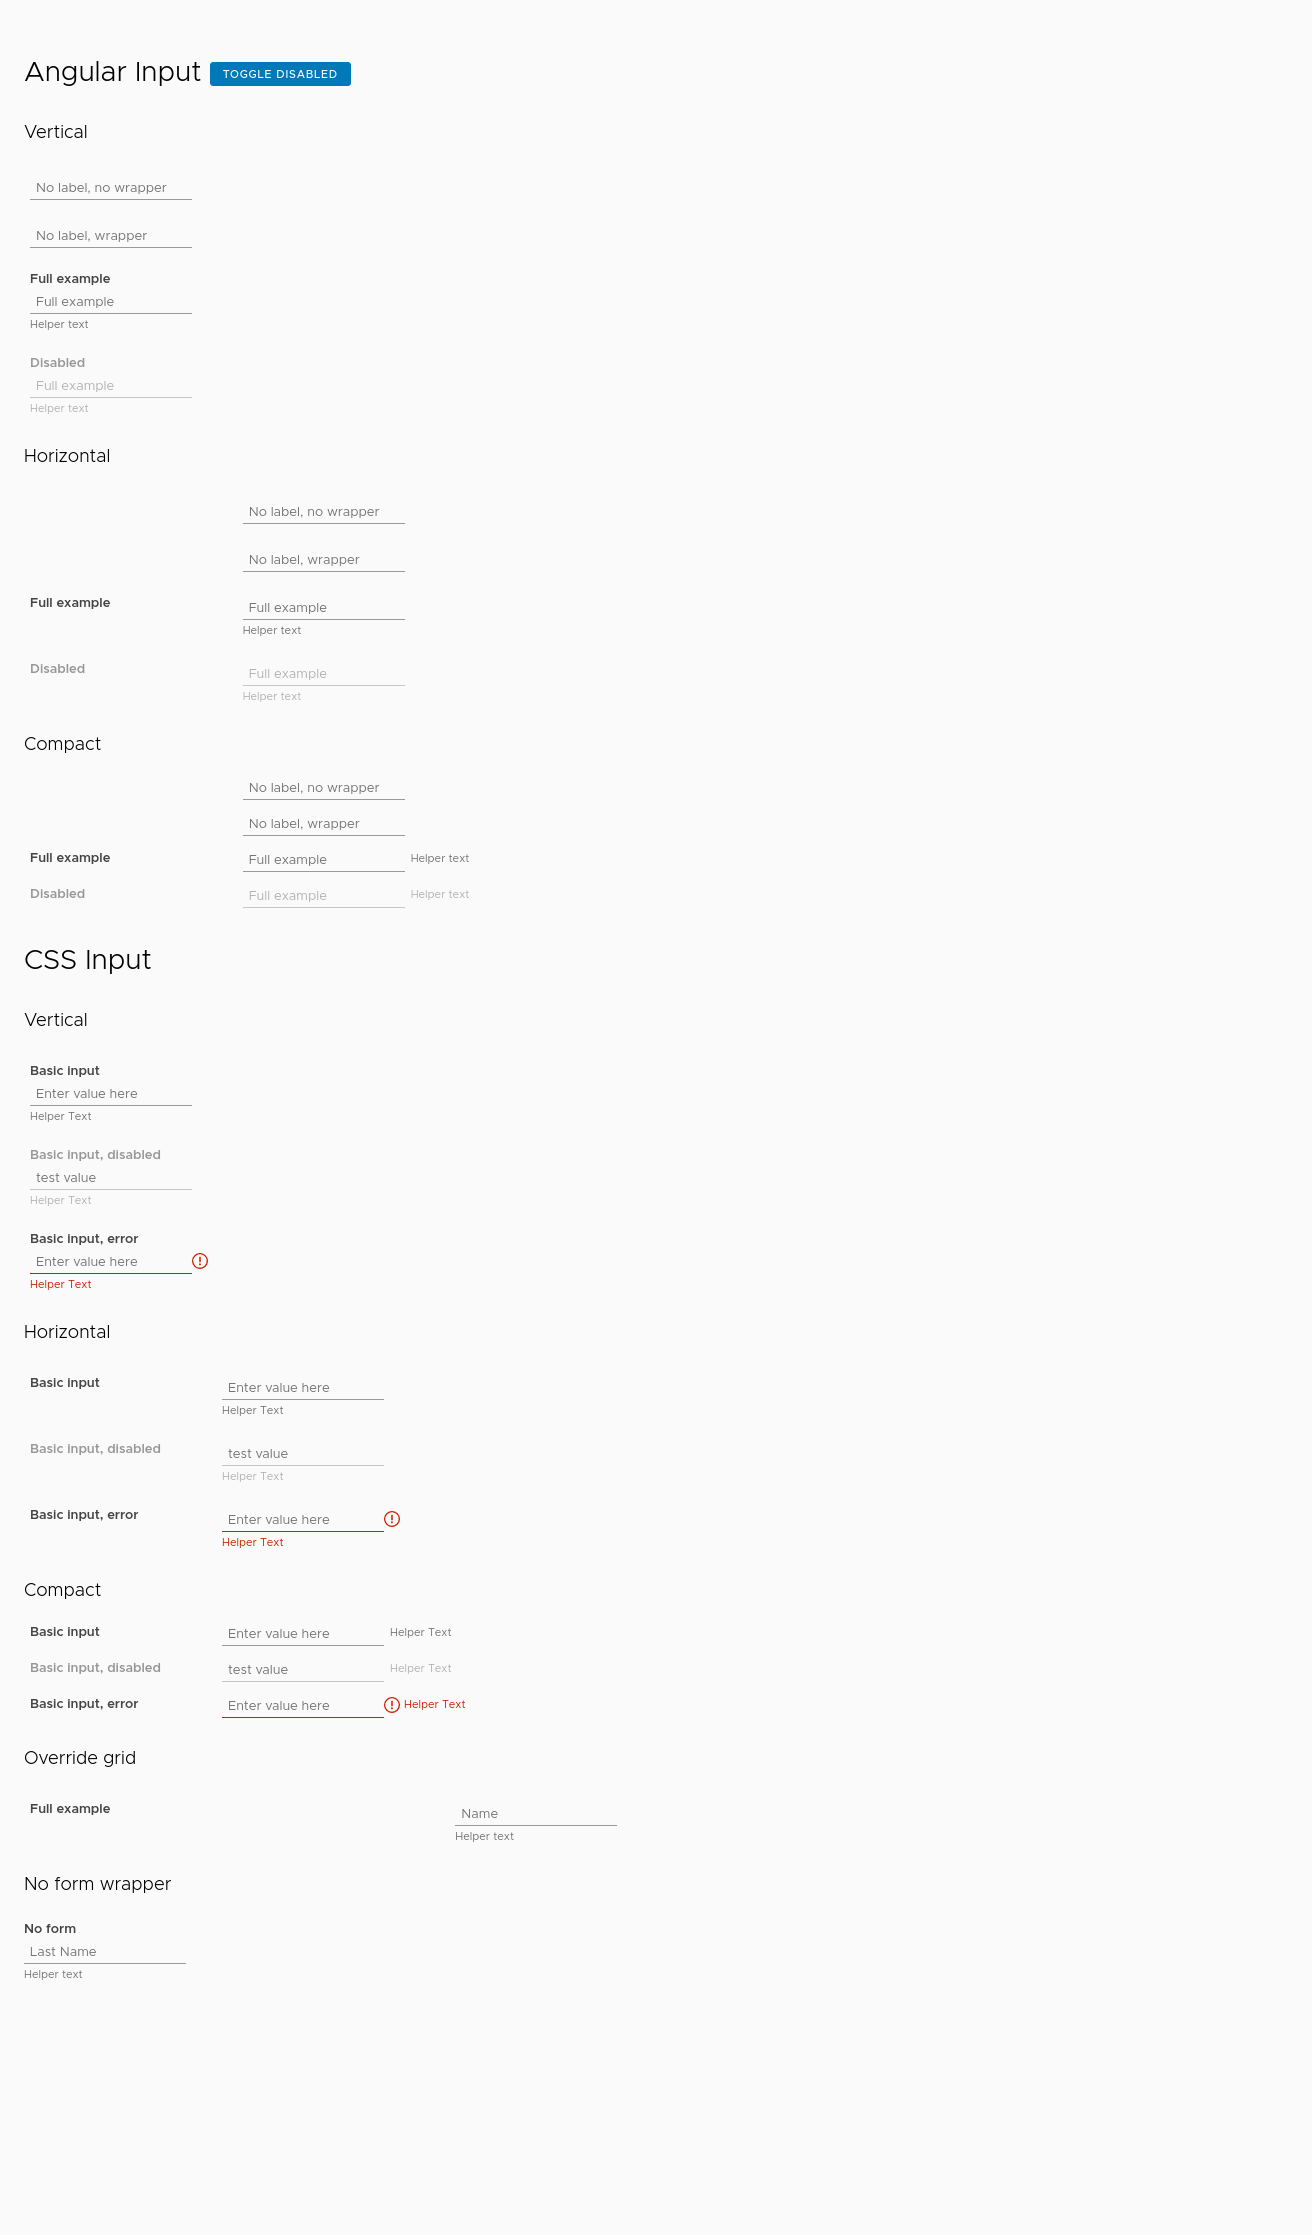 Angular Input TOGGLE DISABLED
Vertical
No label, no wrapper
No label, wrapper
Full example
Full example
Helper text
Disabled
Full example
Helper text
Horizontal
No label, no wrapper
No label, wrapper
Full example Full example
Helper text
Disabled Full example
Helper text
Compact
No label, no wrapper
No label, wrapper
Full example Full example Helper text
Disabled Full example Helper text
CSS Input
Vertical
Basic input
Enter value here
Helper Text
Basic input, disabled
test value
Helper Text
Basic input, error
Enter value here
Helper Text
Horizontal
Basic input Enter value here
Helper Text
Basic input, disabled test value
Helper Text
Basic input, error Enter value here
Helper Text
Compact
Basic input Enter value here Helper Text
Basic input, disabled test value Helper Text
Basic input, error Enter value here Helper Text
Override grid
Full example Name
Helper text
No form wrapper
No form
Last Name
Helper text